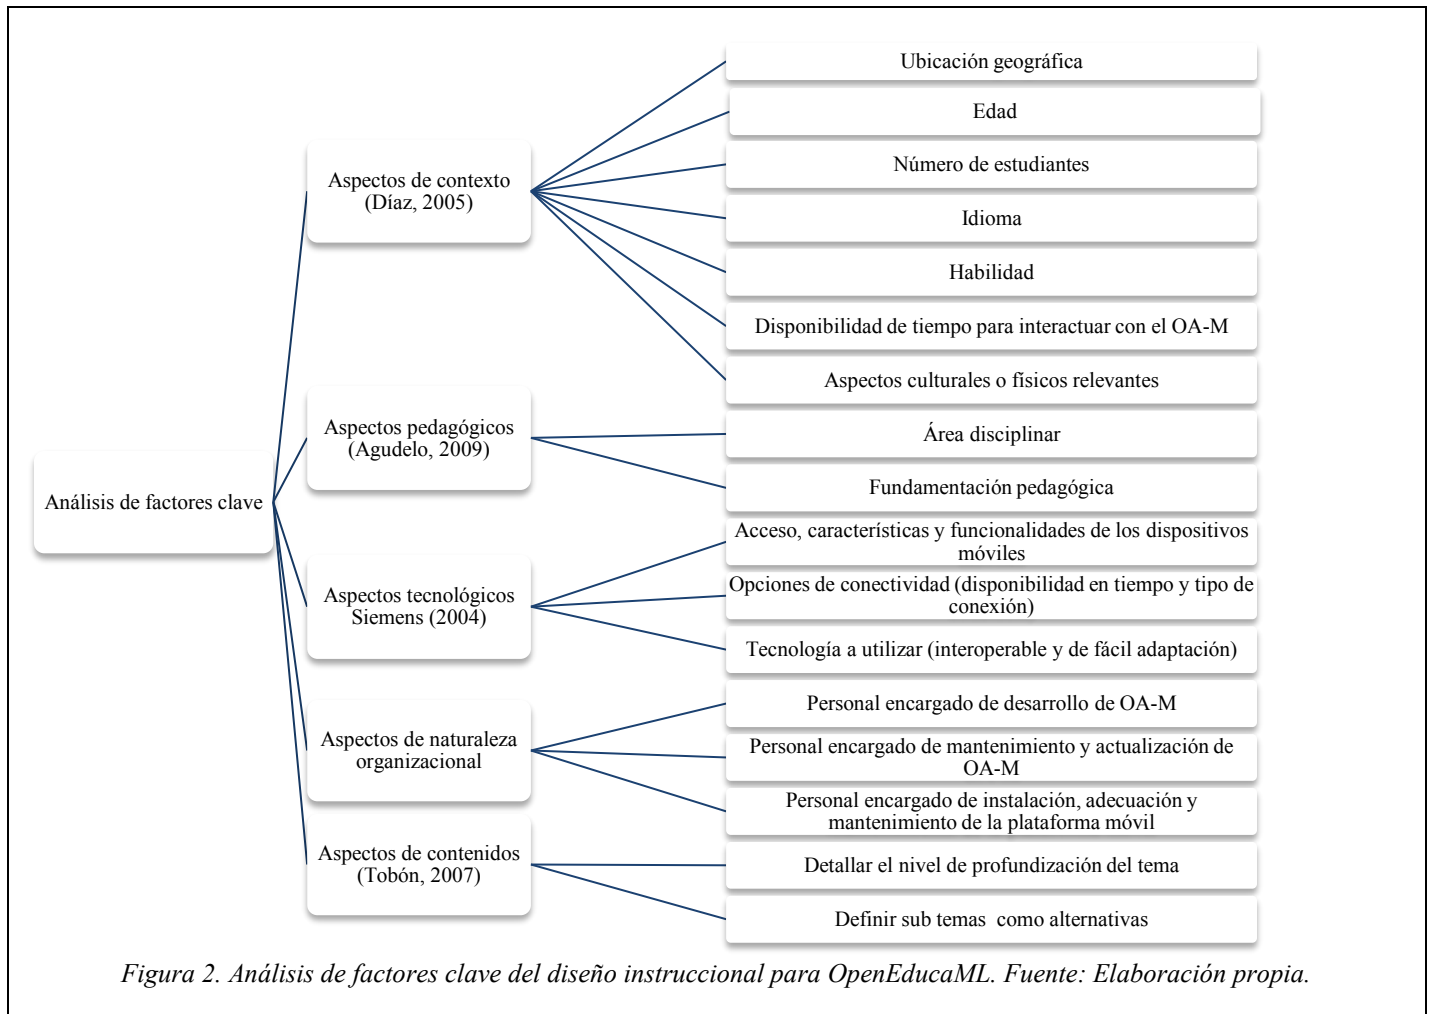 Análisis de factores clave
Aspectos de contexto
(Díaz, 2005)
Ubicación geográfica
Edad
Número de estudiantes
Idioma
Habilidad
Disponibilidad de tiempo para interactuar con el OA-M
Aspectos culturales o físicos relevantes
Aspectos pedagógicos
(Agudelo, 2009)
Área disciplinar
Fundamentación pedagógica
Aspectos tecnológicos
Siemens (2004)
Acceso, características y funcionalidades de los dispositivos
móviles
Opciones de conectividad (disponibilidad en tiempo y tipo de
conexión)
Tecnología a utilizar (interoperable y de fácil adaptación)
Aspectos de naturaleza
organizacional
Personal encargado de desarrollo de OA-M
Personal encargado de mantenimiento y actualización de
OA-M
Personal encargado de instalación, adecuación y
mantenimiento de la plataforma móvil
Aspectos de contenidos
(Tobón, 2007)
Detallar el nivel de profundización del tema
Definir sub temas  como alternativas
Figura 2. Análisis de factores clave del diseño instruccional para OpenEducaML. Fuente: Elaboración propia.